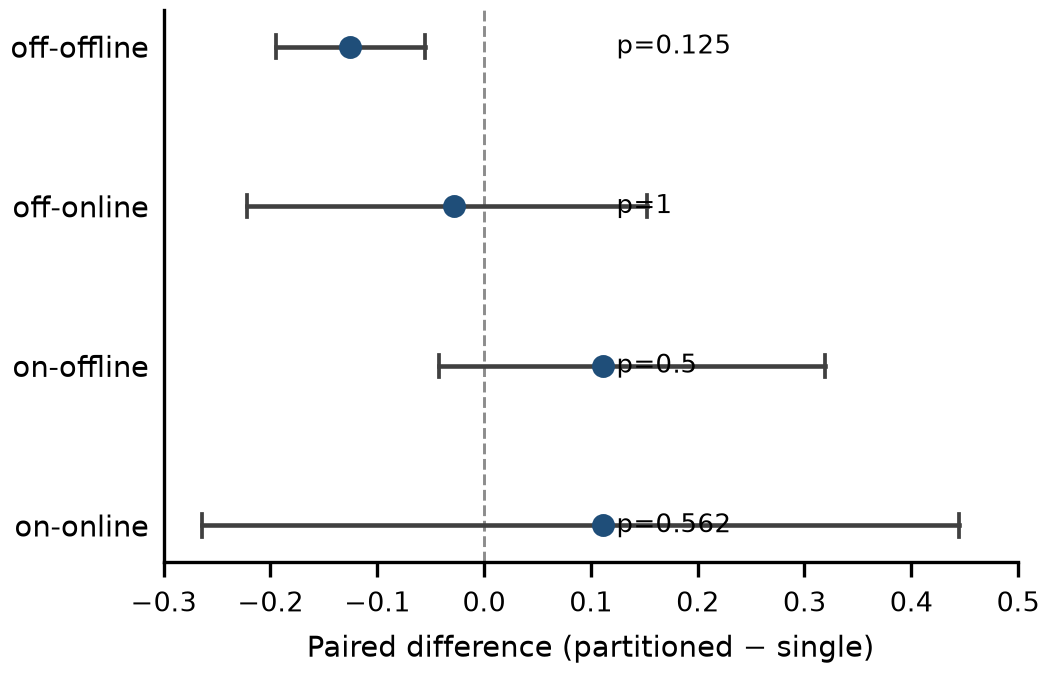 off-offline p=0.125
off-online p=1
on-offline p=0.5
on-online p=0.562
−0.3 −0.2 −0.1 0.0 0.1 0.2 0.3 0.4 0.5
Paired difference (partitioned − single)